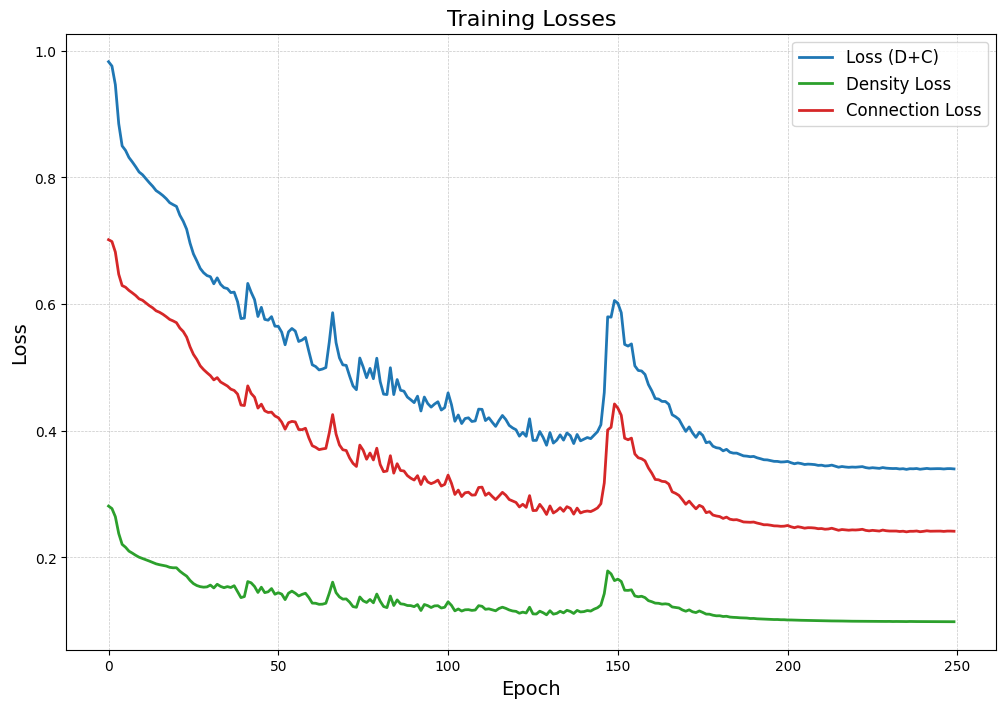 Training Losses
Loss (D+C)
Density Loss
Connection Loss
1.0
0.8
0.6
0.4
0.2
Loss
0 50 100 150 200 250
Epoch